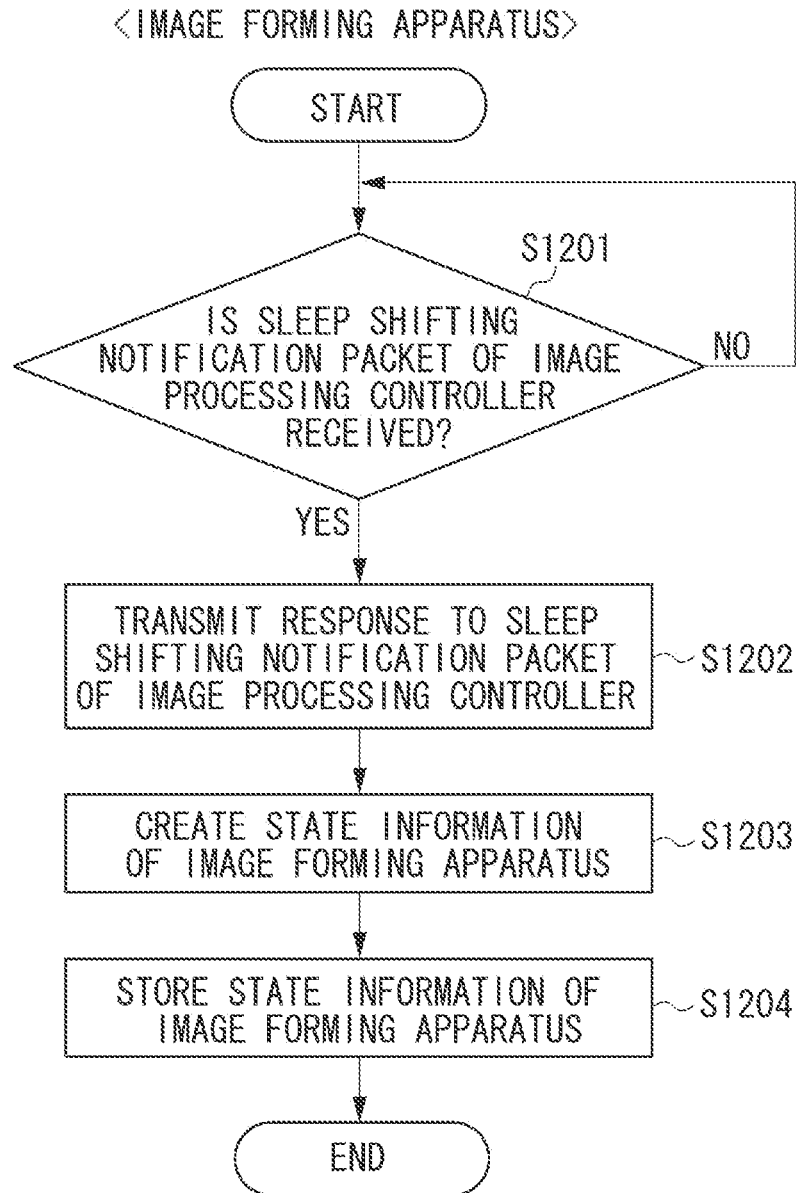 <IMAGE FORMING APPARATUS>
START
S1201
IS SLEEP SHIFTING
NOTIFICATION PACKET OF IMAGE
PROCESSING CONTROLLER
RECEIVED?
NO
YES
TRANSMIT RESPONSE TO SLEEP
SHIFTING NOTIFICATION PACKET
OF IMAGE PROCESSING CONTROLLER
S1202
CREATE STATE INFORMATION
OF IMAGE FORMING APPARATUS
S1203
STORE STATE INFORMATION OF
IMAGE FORMING APPARATUS
S1204
END